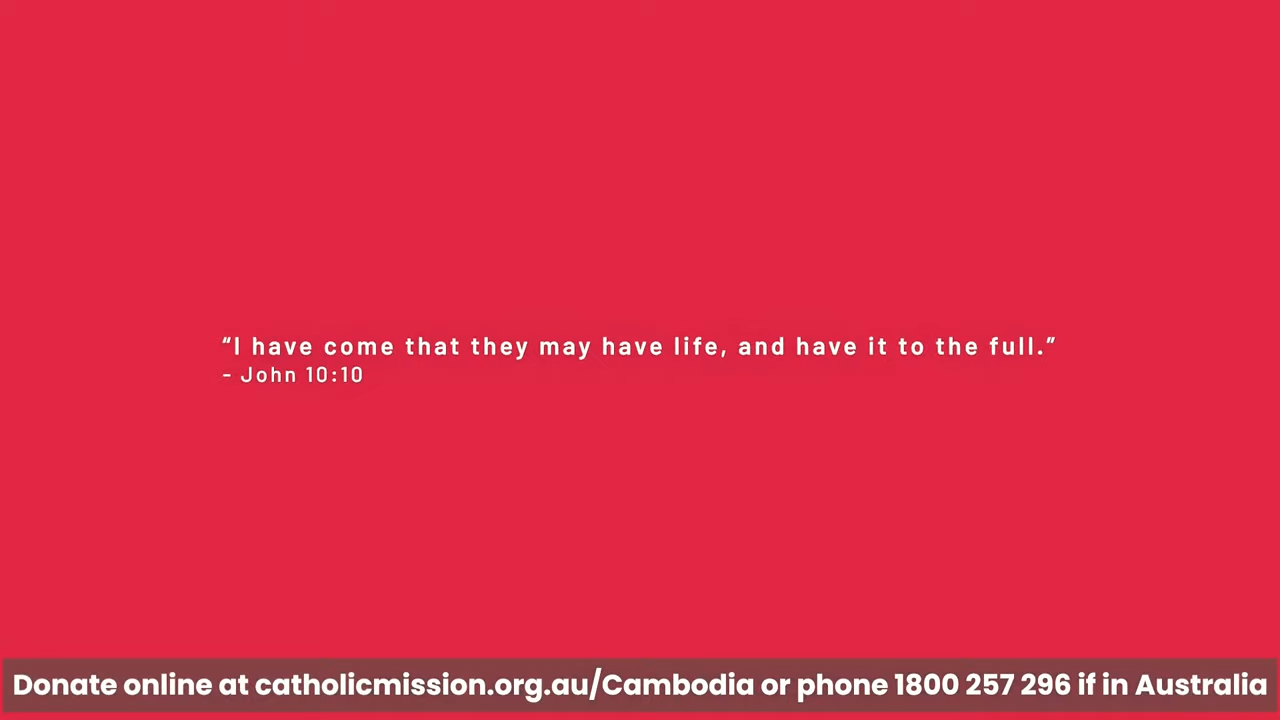 “I have come that they may have life, and have it to the full.”
- John 10:10
Donate online at catholicmission.org.au/Cambodia or phone 1800 257 296 if in Australia